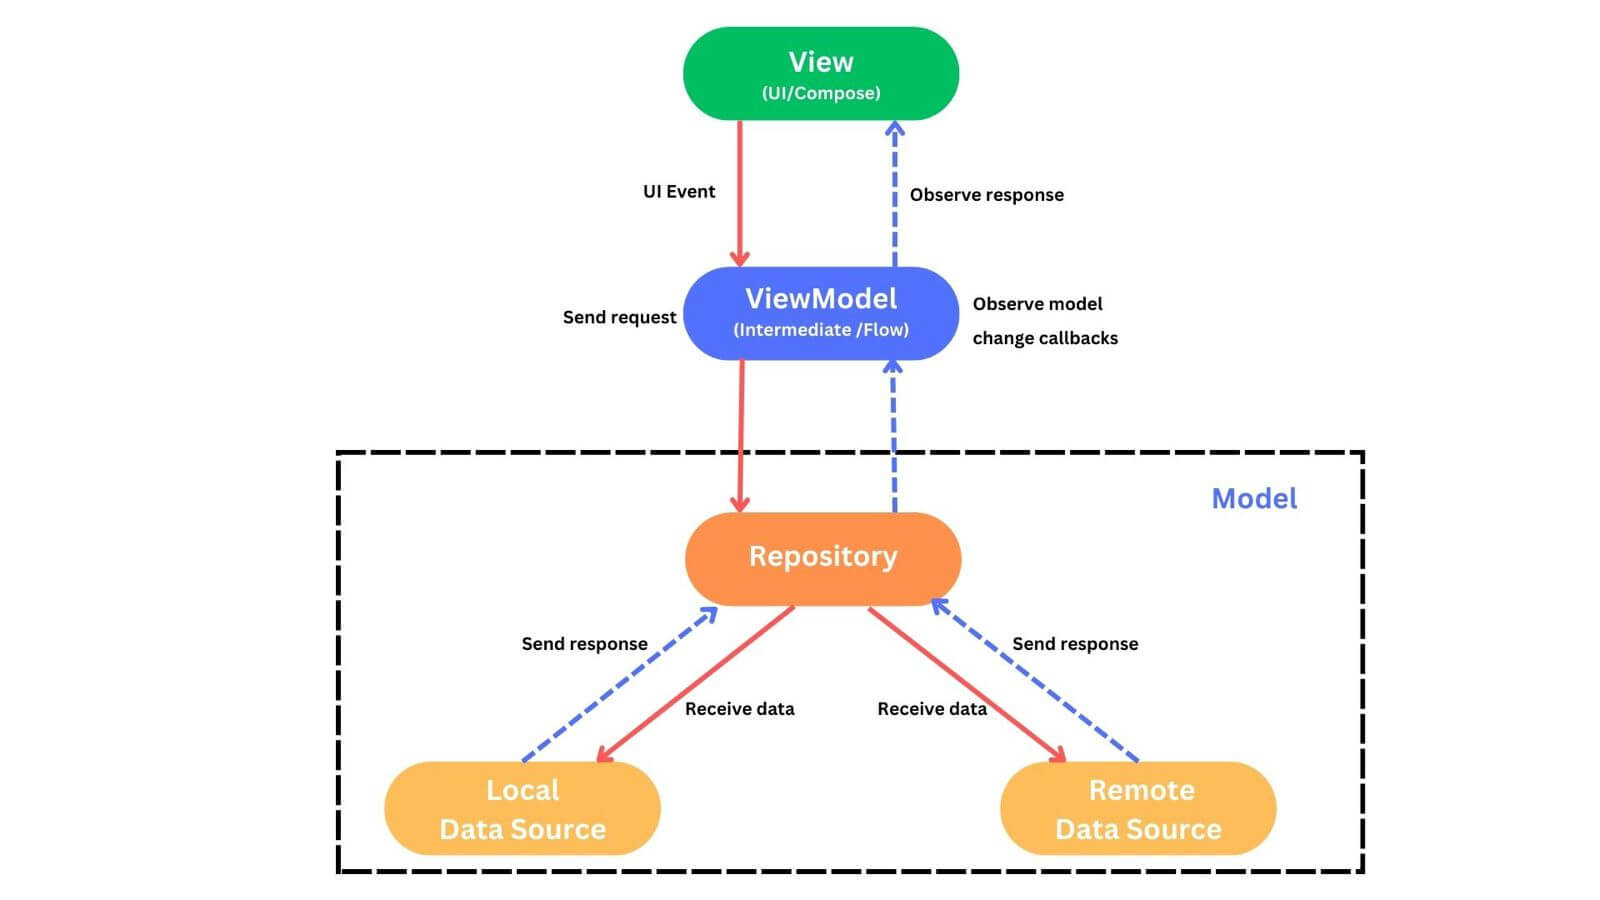 View
(UI/Compose)
UI Event
Observe response
ViewModel
(Intermediate /Flow)
Send request
Observe model
change callbacks
Model
Repository
Send response
Send response
Receive data
Receive data
Local
Data Source
Remote
Data Source